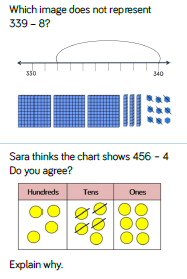 Which image does not represent
339 – 8?
330 340
Sara thinks the chart shows 456 – 4
Do you agree?
Hundreds Tens Ones
Explain why.